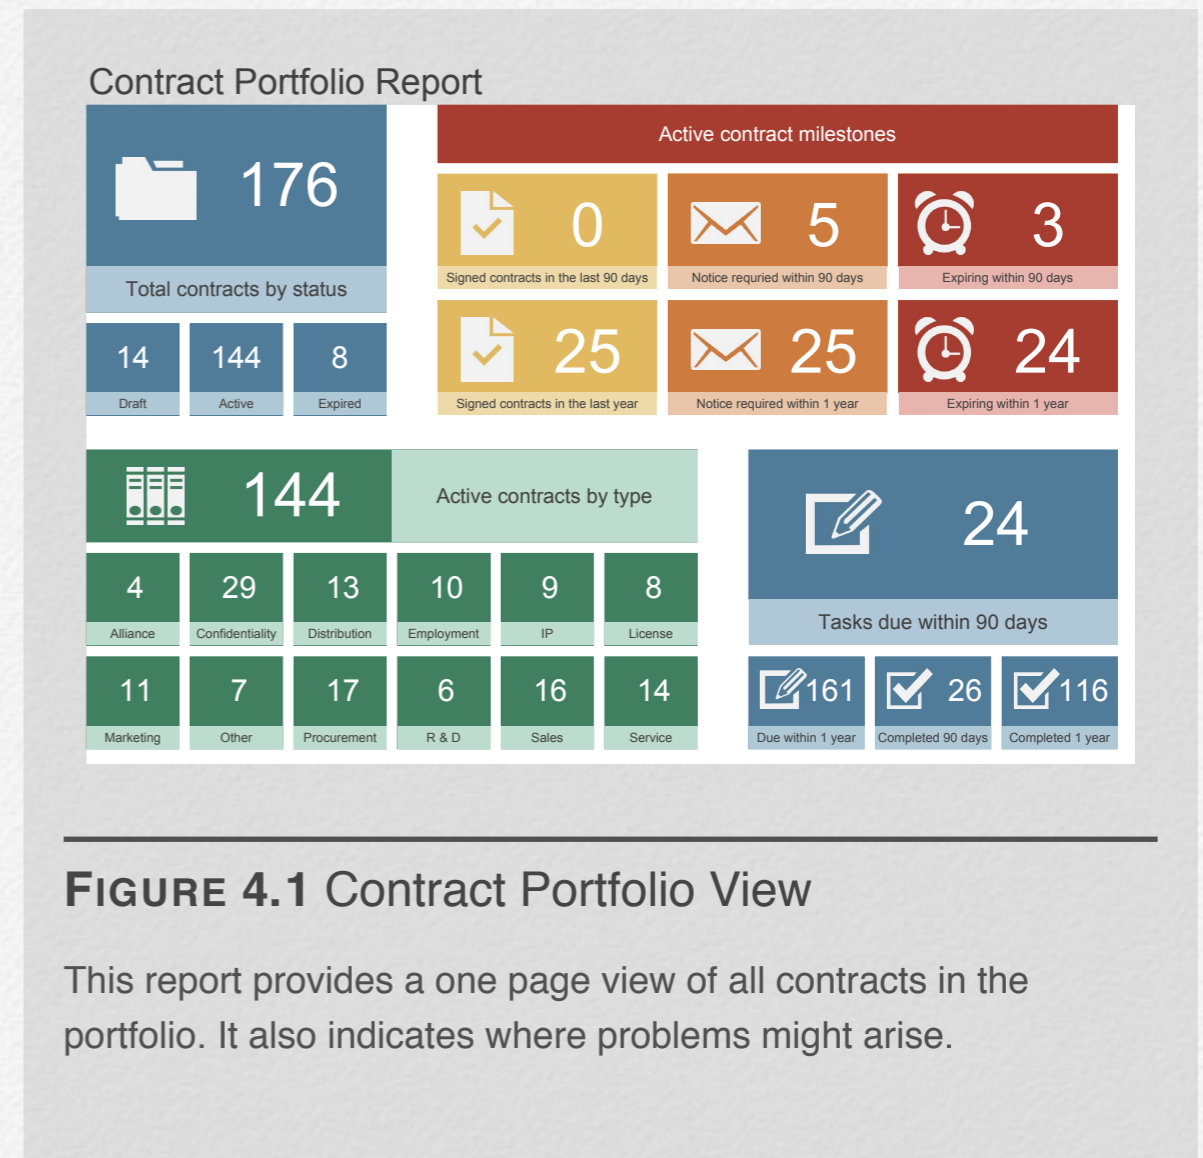 Contract Portfolio Report
176
Total contracts by status
14
144
8
Draft
Active
Expired
Active contract milestones
0
5
3
Signed contracts in the last 90 days
Notice requried within 90 days
Expiring within 90 days
25
25
24
Signed contracts in the last year
Notice required within 1 year
Expiring within 1 year
144
Active contracts by type
4
29
13
10
9
8
Alliance
Confidentiality
Distribution
Employment
IP
License
11
7
17
6
16
14
Marketing
Other
Procurement
R & D
Sales
Service
24
Tasks due within 90 days
161
26
116
Due within 1 year
Completed 90 days
Completed 1 year
FIGURE 4.1 Contract Portfolio View
This report provides a one page view of all contracts in the
portfolio. It also indicates where problems might arise.